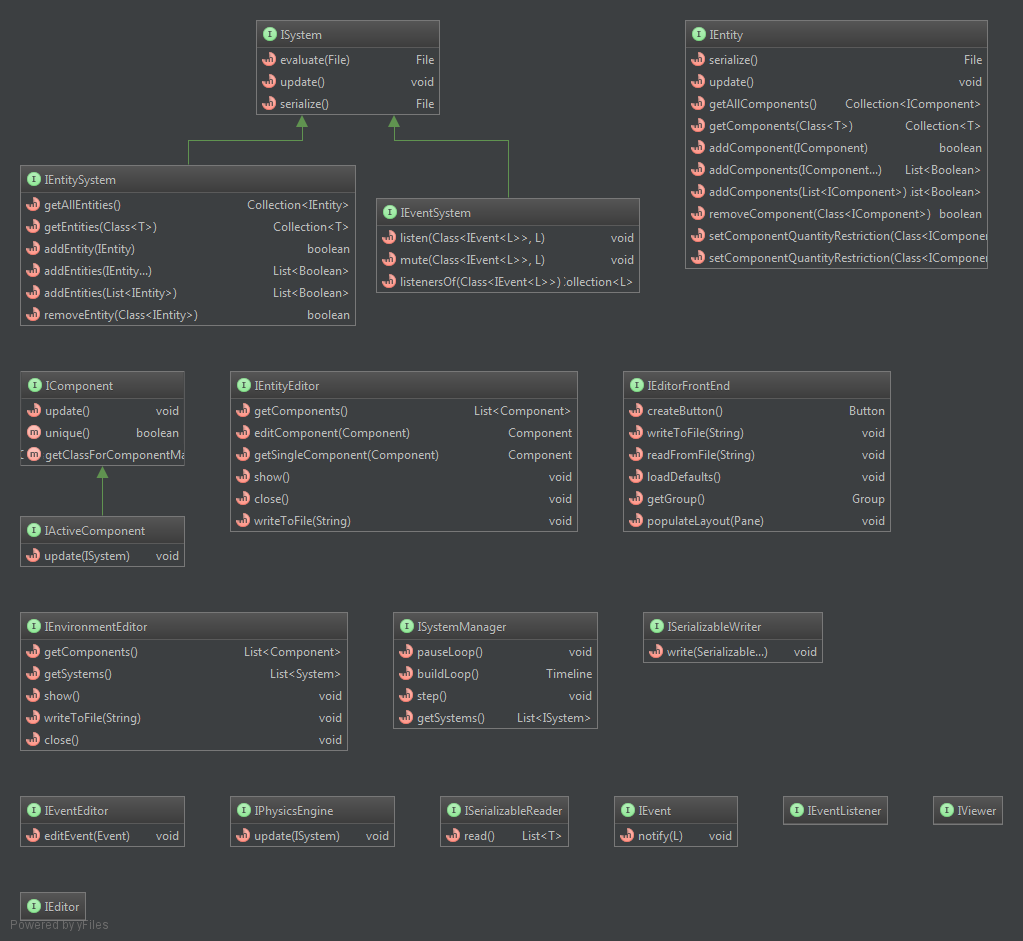 ISystem
evaluate(File) File
update() void
serialize() File
IEntity
serialize() File
update() void
getAllComponents() Collection<IComponent>
getComponents(Class<T>) Collection<T>
addComponent(IComponent) boolean
addComponents(IComponent...) List<Boolean>
addComponents(List<IComponent>) ist<Boolean>
removeComponent(Class<IComponent>) boolean
setComponentQuantityRestriction(Class<ICompone
setComponentQuantityRestriction(Class<ICompone
IEntitySystem
getAllEntities() Collection<IEntity>
getEntities(Class<T>) Collection<T>
addEntity(IEntity) boolean
addEntities(IEntity...) List<Boolean>
addEntities(List<IEntity>) List<Boolean>
removeEntity(Class<IEntity>) boolean
IEventSystem
listen(Class<IEvent<L>>, L) void
mute(Class<IEvent<L>>, L) void
listenersOf(Class<IEvent<L>>) Collection<L>
IComponent
update() void
unique() boolean
getClassForComponentMa
IActiveComponent
update(ISystem) void
IEntityEditor
getComponents() List<Component>
editComponent(Component) Component
getSingleComponent(Component) Component
show() void
close() void
writeToFile(String) void
IEditorFrontEnd
createButton() Button
writeToFile(String) void
readFromFile(String) void
loadDefaults() void
getGroup() Group
populateLayout(Pane) void
IEnvironmentEditor
getComponents() List<Component>
getSystems() List<System>
show() void
writeToFile(String) void
close() void
ISystemManager
pauseLoop() void
buildLoop() Timeline
step() void
getSystems() List<ISystem>
ISerializableWriter
write(Serializable...) void
IEventEditor
editEvent(Event) void
IPhysicsEngine
update(ISystem) void
ISerializableReader
read() List<T>
IEvent
notify(L) void
IEventListener
IViewer
IEditor
Powered by yFiles